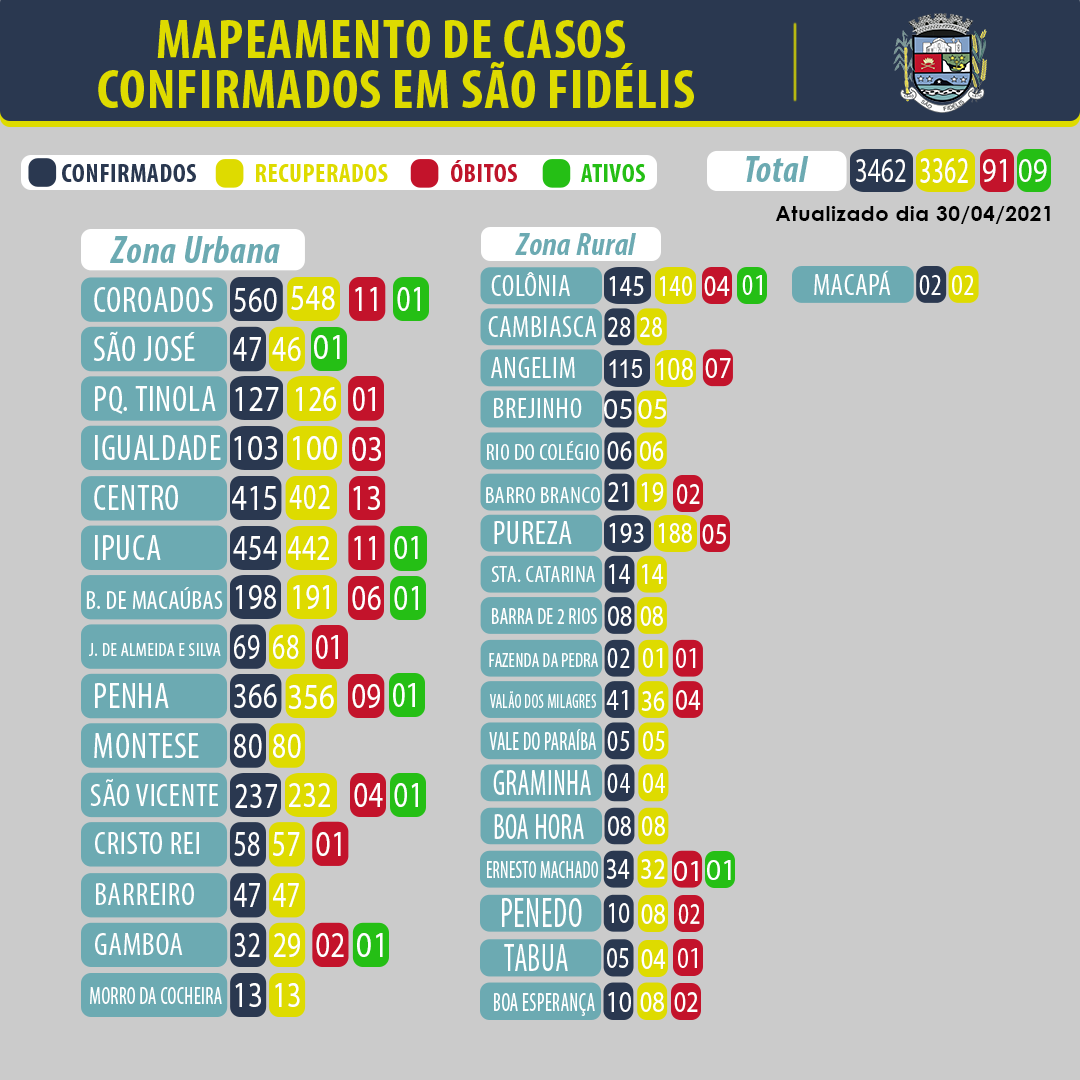 MAPEAMENTO DE CASOS
CONFIRMADOS EM SÃO FIDÉLIS
SÃO FIDÉLIS
CONFIRMADOS RECUPERADOS ÓBITOS ATIVOS
Total 3462 3362 91 09
Atualizado dia 30/04/2021
Zona Urbana
COROADOS 560 548 11 01
SÃO JOSÉ 47 46 01
PQ. TINOLA 127 126 01
IGUALDADE 103 100 03
CENTRO 415 402 13
IPUCA 454 442 11 01
B. DE MACAÚBAS 198 191 06 01
J. DE ALMEIDA E SILVA 69 68 01
PENHA 366 356 09 01
MONTESE 80 80
SÃO VICENTE 237 232 04 01
CRISTO REI 58 57 01
BARREIRO 47 47
GAMBOA 32 29 02 01
MORRO DA COCHEIRA 13 13
Zona Rural
COLÔNIA 145 140 04 01
CAMBIASCA 28 28
ANGELIM 115 108 07
BREJINHO 05 05
RIO DO COLÉGIO 06 06
BARRO BRANCO 21 19 02
PUREZA 193 188 05
STA. CATARINA 14 14
BARRA DE 2 RIOS 08 08
FAZENDA DA PEDRA 02 01 01
VALÃO DOS MILAGRES 41 36 04
VALE DO PARAÍBA 05 05
GRAMINHA 04 04
BOA HORA 08 08
ERNESTO MACHADO 34 32 01 01
PENEDO 10 08 02
TABUA 05 04 01
BOA ESPERANÇA 10 08 02
MACAPÁ 02 02